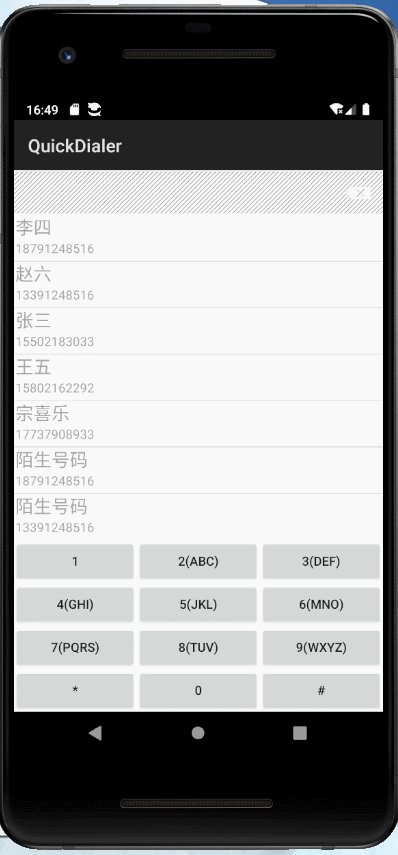 16:49
QuickDialer
李四
18791248516
赵六
13391248516
张三
15502183033
王五
15802162292
宗喜乐
17737908933
陌生号码
18791248516
陌生号码
13391248516
1 2(ABC) 3(DEF)
4(GHI) 5(JKL) 6(MNO)
7(PQRS) 8(TUV) 9(WXYZ)
* 0 #